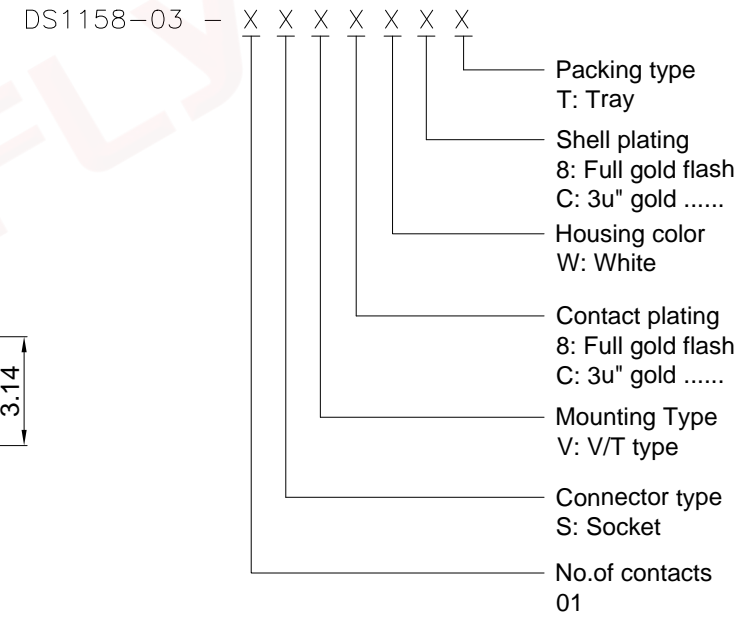 DS1158-03 - X X X X X X X
Packing type
T: Tray
Shell plating
8: Full gold flash
C: 3u" gold ......
Housing color
W: White
Contact plating
8: Full gold flash
C: 3u" gold ......
3.14
Mounting Type
V: V/T type
Connector type
S: Socket
No.of contacts
01